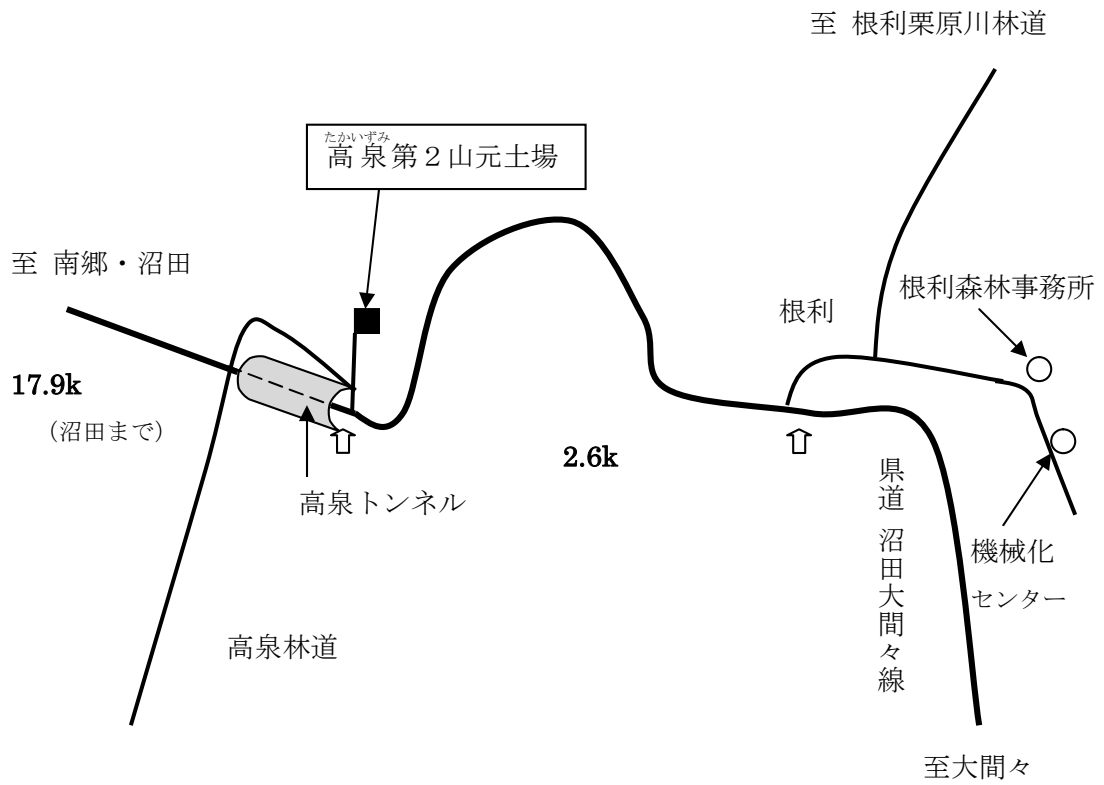 至 根利栗原川林道
たかいずみ
高泉第２山元土場
至 南郷・沼田
根利森林事務所
根利
17.9k
（沼田まで）
2.6k
高泉トンネル
県道 沼田大間々線
機械化
センター
高泉林道
至大間々